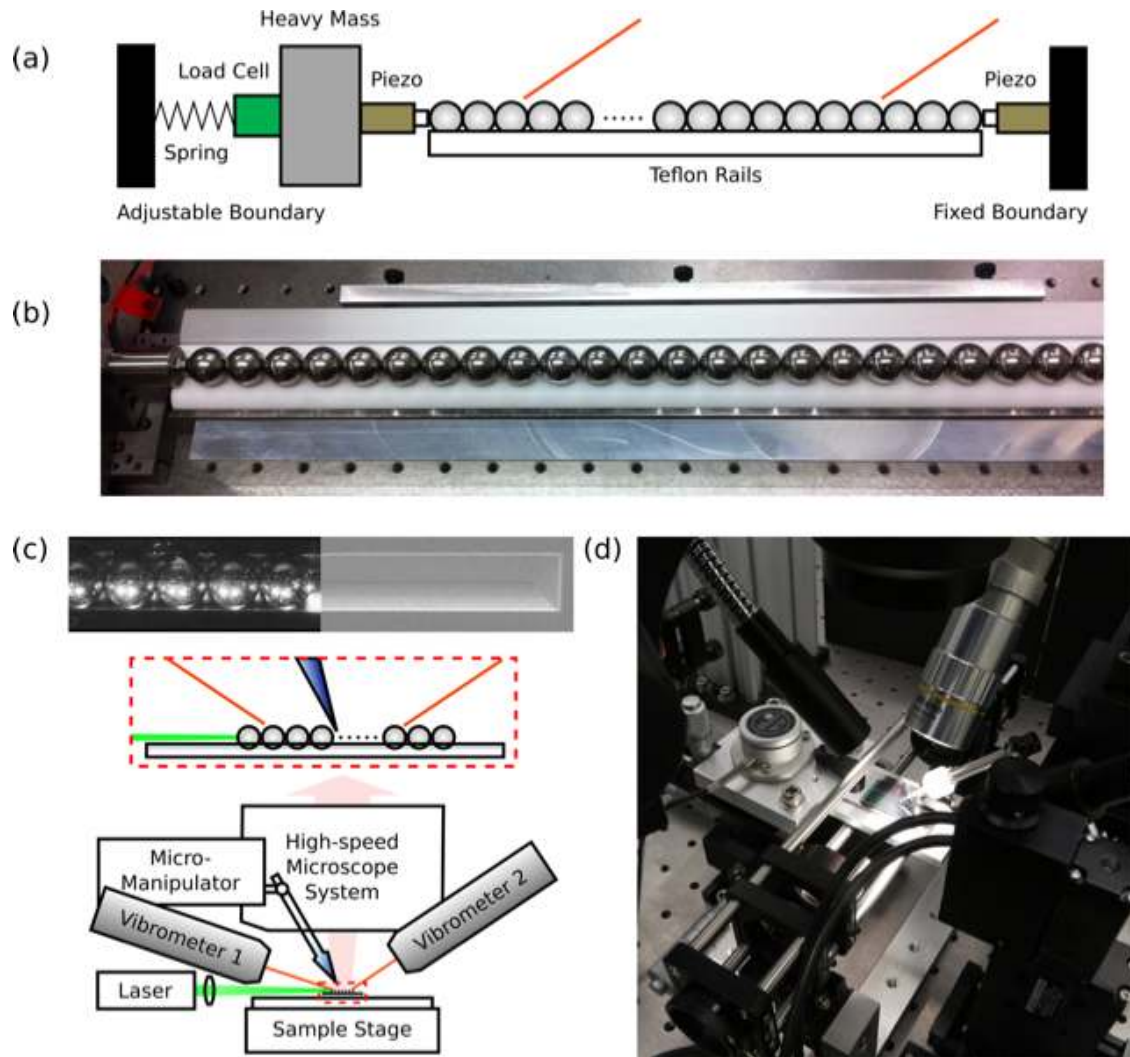 (a)
Heavy Mass
Load Cell
Piezo
Piezo
Spring
Teflon Rails
Adjustable Boundary
Fixed Boundary
(b)
(c)
(d)
High-speed
Microscope
System
Micro-
Manipulator
Vibrometer 1
Vibrometer 2
Laser
Sample Stage